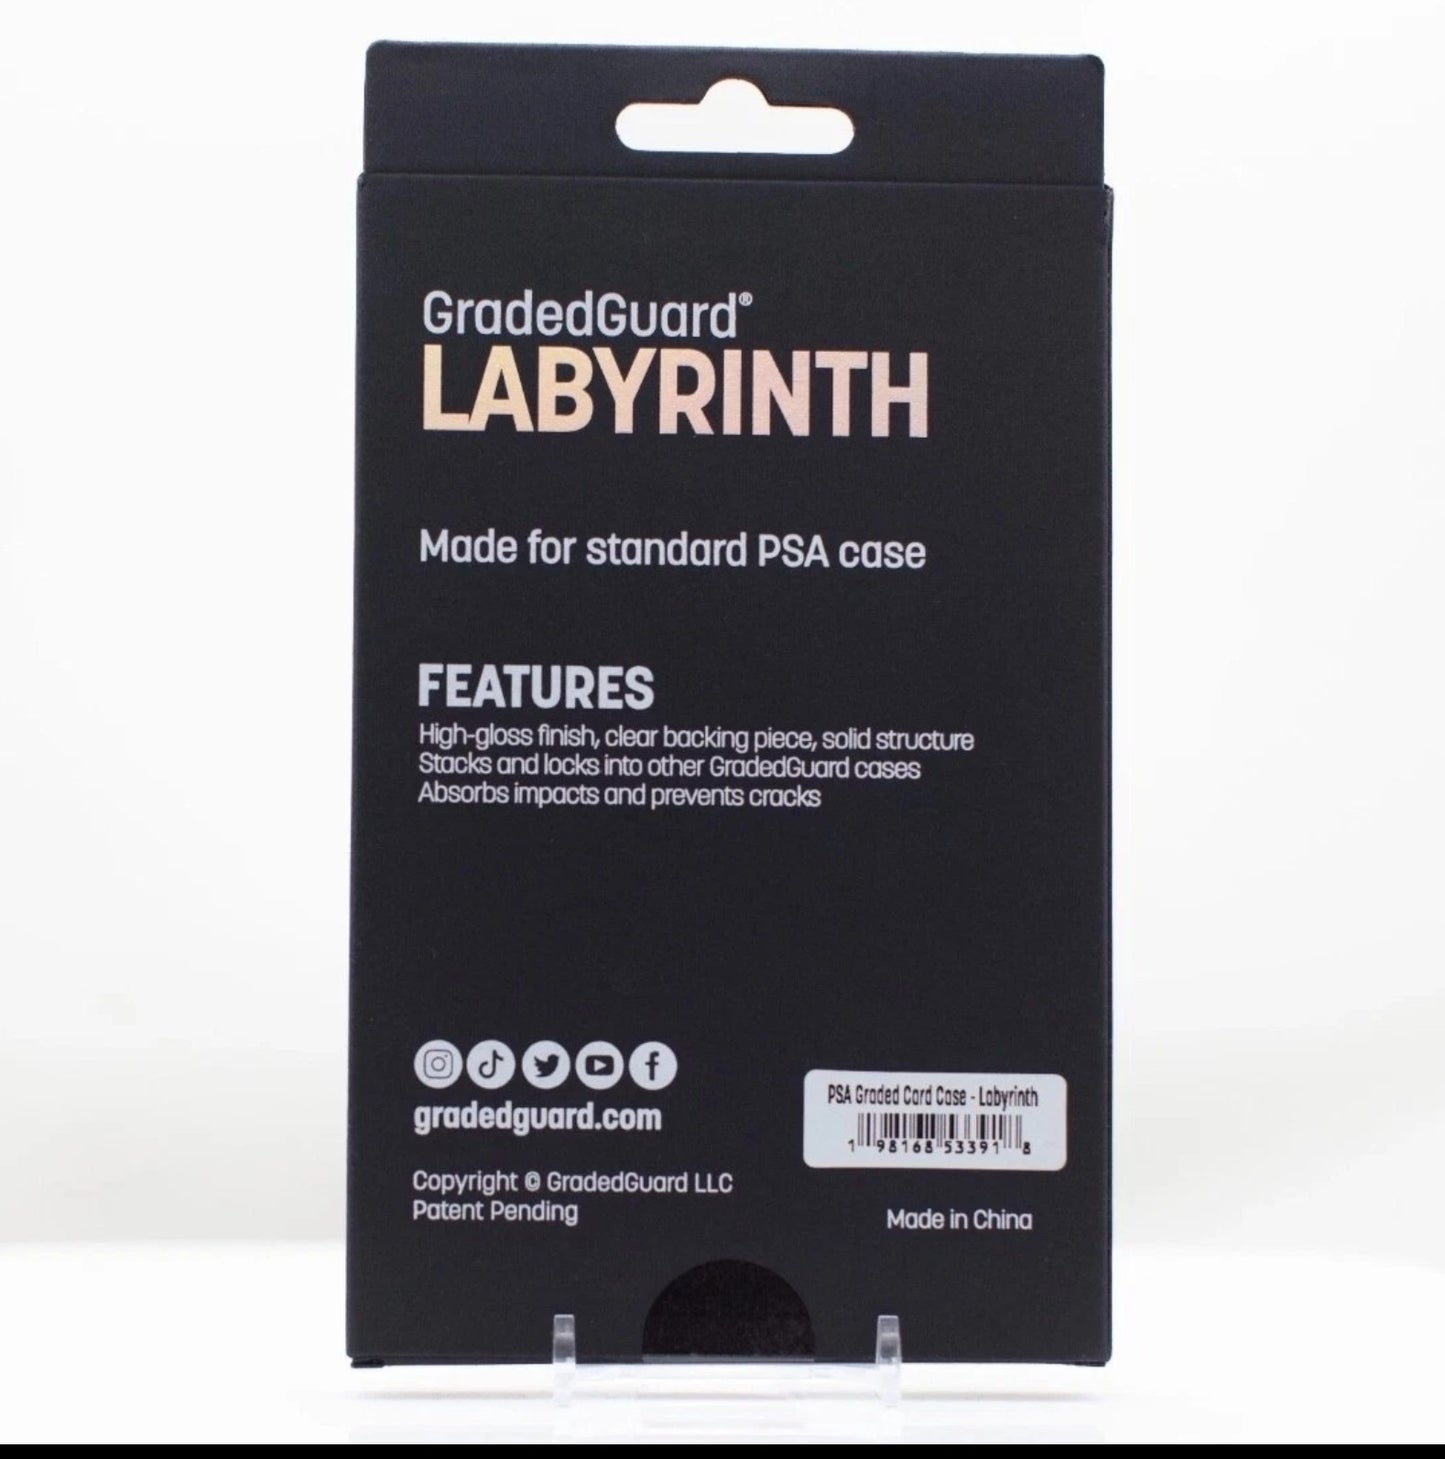 GradedGuard®
LABYRINTH
Made for standard PSA case
FEATURES
High-gloss finish, clear backing piece, solid structure
Stacks and locks into other GradedGuard cases
Absorbs impacts and prevents cracks
gradedguard.com
Copyright © GradedGuard LLC
Patent Pending
PSA Graded Card Case - Labyrinth
1 98168 53391 8
Made in China